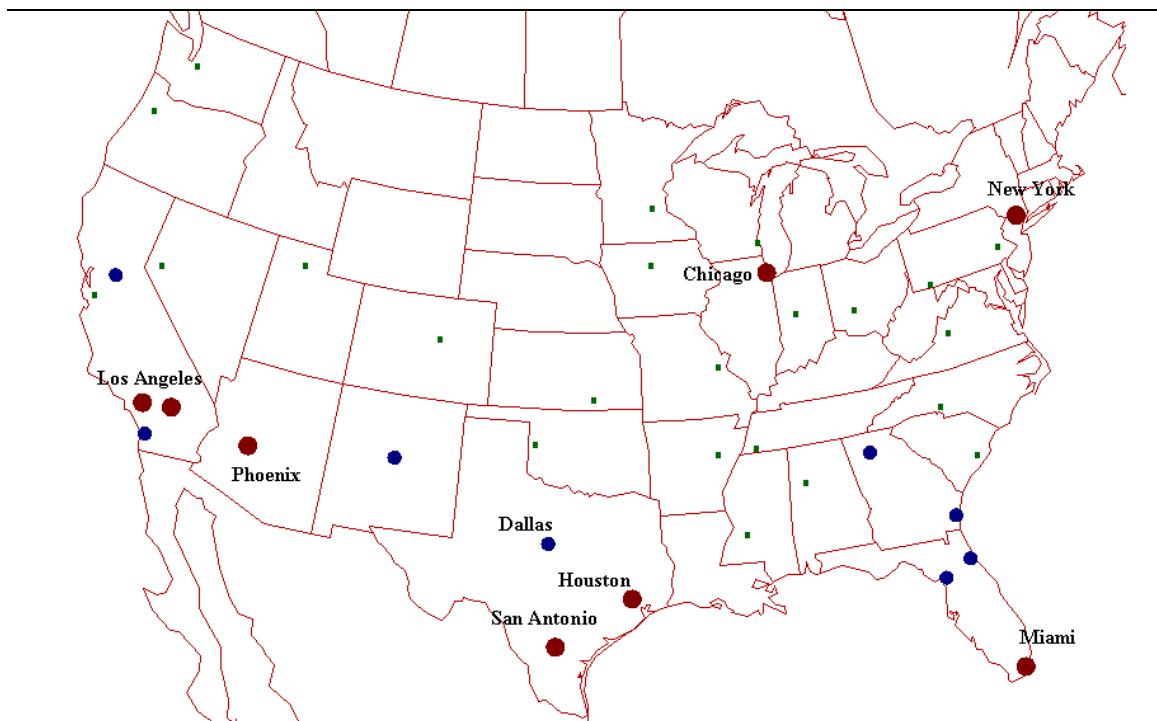 New York
Chicago
Los Angeles
Phoenix
Dallas
Houston
San Antonio
Miami